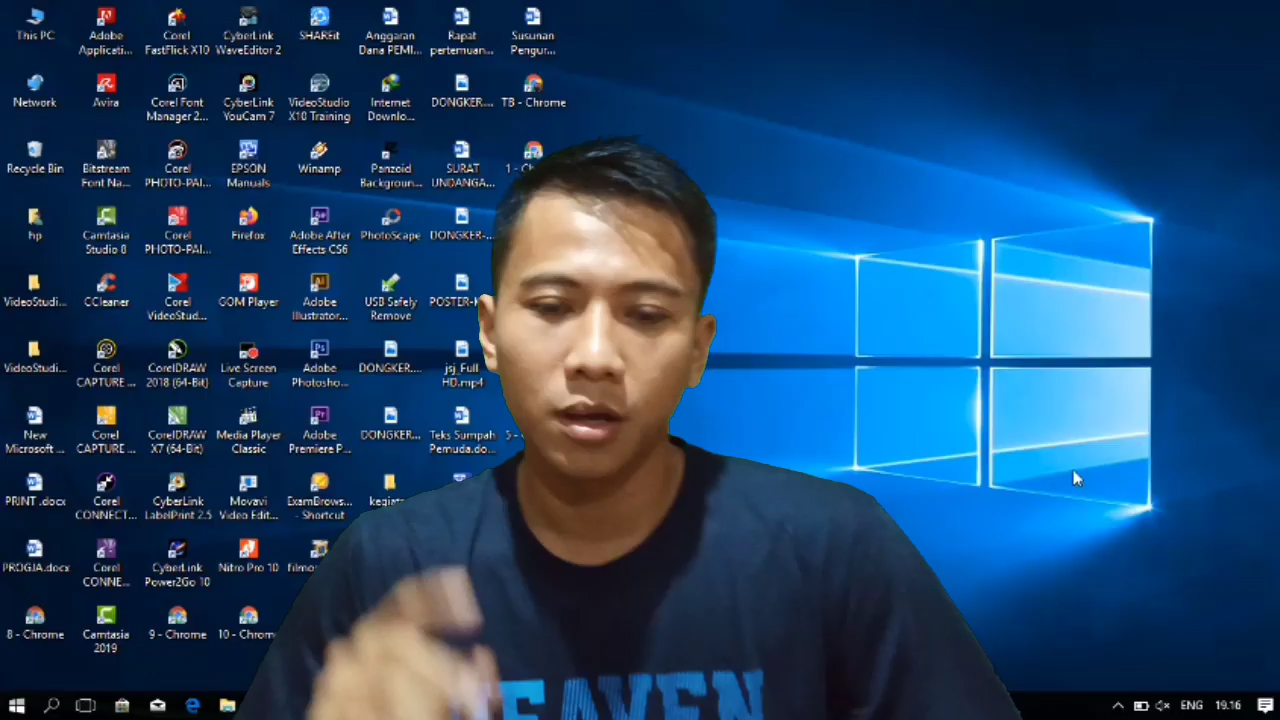 This PC
Adobe
Applicati...
Corel
FastFlick X10
CyberLink
WaveEditor 2
SHAREit
Anggaran
Dana PEMI...
Rapat
pertemuan...
Susunan
Pengur...
Network
Avira
Corel Font
Manager 2...
CyberLink
YouCam 7
VideoStudio
X10 Training
Internet
Downlo...
DONGKER....
TB - Chrome
Recycle Bin
Bitstream
Font Na...
Corel
PHOTO-PAI...
EPSON
Manuals
Winamp
Panzoid
Backgroun...
SURAT
UNDANGA...
hp
Camtasia
Studio 8
Corel
PHOTO-PAI...
Firefox
Adobe After
Effects CS6
PhotoScape
DONGKER-...
VideoStudi...
CCleaner
Corel
VideoStud...
GOM Player
Adobe
Illustrator...
USB Safely
Remove
VideoStudi...
Corel
CAPTURE ...
CorelDRAW
2018 (64-Bit)
Live Screen
Capture
Adobe
Photosho...
DONGKER....
jsj_Full
HD.mp4
New
Microsoft ...
Corel
CAPTURE ...
CorelDRAW
X7 (64-Bit)
Media Player
Classic
Adobe
Premiere P...
DONGKER...
Teks Sumpah
Pemuda.do...
PRINT .docx
Corel
CONNECT...
CyberLink
LabelPrint 2.5
Movavi
Video Edit...
ExamBrows...
- Shortcut
PROGJA.docx
Corel
CONNE...
CyberLink
Power2Go 10
Nitro Pro 10
8 - Chrome
Camtasia
2019
9 - Chrome
10 - Chrom
HEAVEN
ENG
19.16